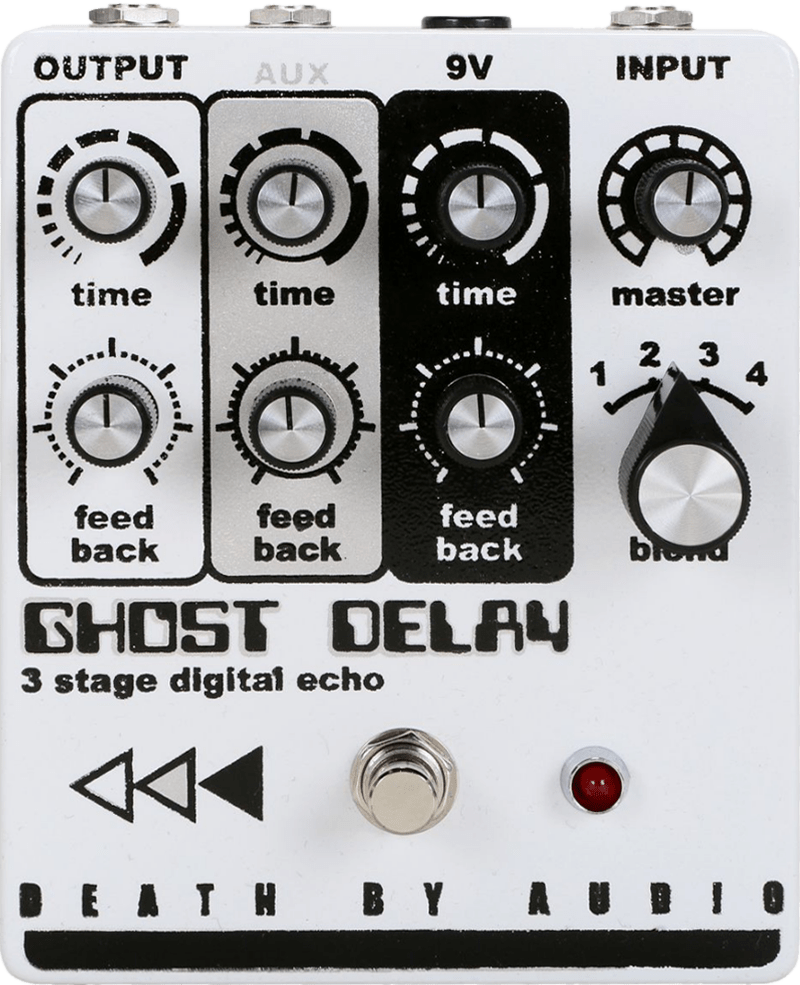 OUTPUT AUX 9V INPUT
time time time master
1 2 3 4
feed feed feed
back back back blend
GHOST DELAY
3 stage digital echo
DEATH BY AUDIO